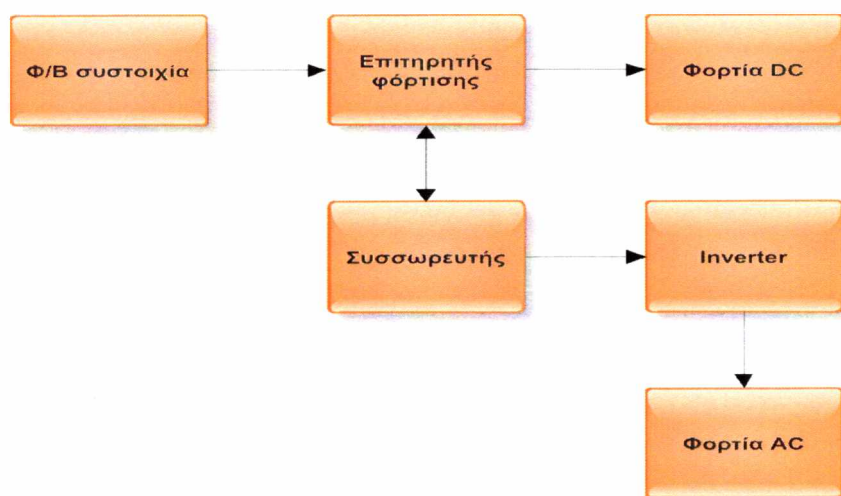 Φ/Β συστοιχία
Επιτηρητής
φόρτισης
Φορτία DC
Συσσωρευτής
Inverter
Φορτία AC